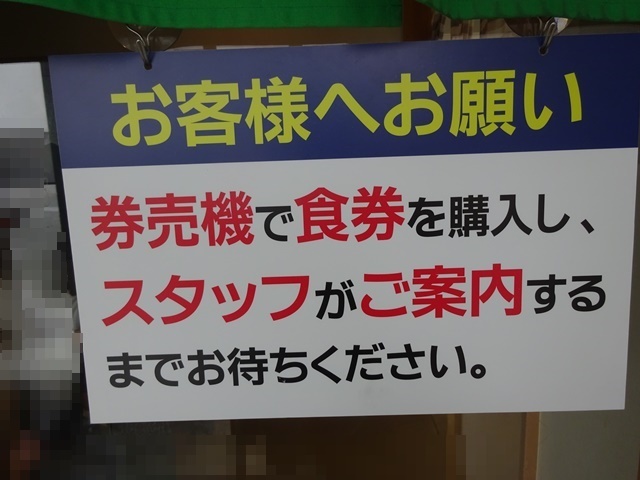 お客様へお願い
券売機で食券を購入し、
スタッフがご案内する
までお待ちください。